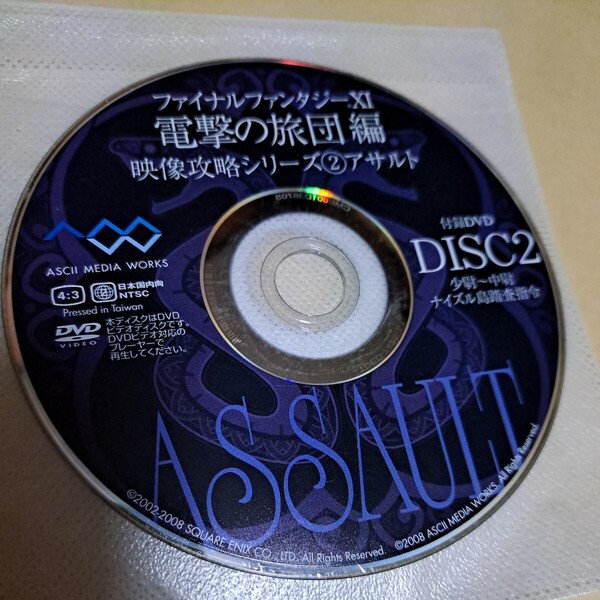 ファイナルファンタジーXI
電撃の旅団編
映像攻略シリーズ②アサルト
ASCII MEDIA WORKS
4:3
2
日本国内向
NTSC
Pressed in Taiwan
DVD
VIDEO
本ディスクはDVD
ビデオディスクです
DVDビデオ対応の
プレーヤーで
再生してください。
付録DVD
DISC2
少尉～中尉
ナイズル島踏査指令
ASSAULT
©2002-2008 SQUARE ENIX CO., LTD. All Rights Reserved.
©2008 ASCII MEDIA WORKS. All Rights Reserved.